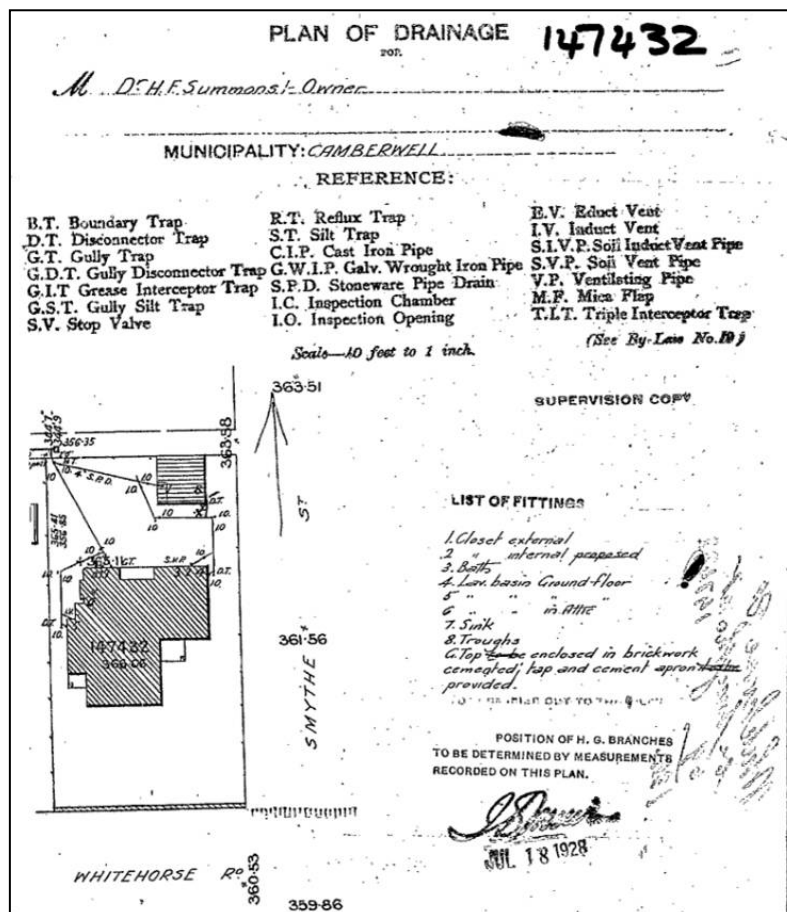 PLAN OF DRAINAGE
FOR
147432
M Dr H.F. Summons:- Owner
MUNICIPALITY: CAMBERWELL
REFERENCE:
B.T. Boundary Trap
D.T. Disconnector Trap
G.T. Gully Trap
G.D.T. Gully Disconnector Trap
G.I.T Grease Interceptor Trap
G.S.T. Gully Silt Trap
S.V. Stop Valve
R.T. Reflux Trap
S.T. Silt Trap
C.I.P. Cast Iron Pipe
G.W.I.P. Galv. Wrought Iron Pipe
S.P.D. Stoneware Pipe Drain
I.C. Inspection Chamber
I.O. Inspection Opening
E.V. Educt Vent
I.V. Induct Vent
S.I.V.P. Soil Induct Vent Pipe
S.V.P. Soil Vent Pipe
V.P. Ventilating Pipe
M.F. Mica Flap
T.I.T. Triple Interceptor Trap
(See By-Law No. 19)
Scale—40 feet to 1 inch.
SUPERVISION COPY
363.51
363.58
356.35
4" S.P.D.
ST
SMYTHE
361.56
147432
WHITEHORSE RD
360.53
359.86
LIST OF FITTINGS
1. Closet external
2 " internal proposed
3. Bath
4. Lav. basin Ground-floor
5 " " "
6 " " in Attic
7. Sink
8. Troughs
G. Top to be enclosed in brickwork
cemented; tap and cement apron
provided.
POSITION OF H. G. BRANCHES
TO BE DETERMINED BY MEASUREMENTS
RECORDED ON THIS PLAN.
JUL 18 1928